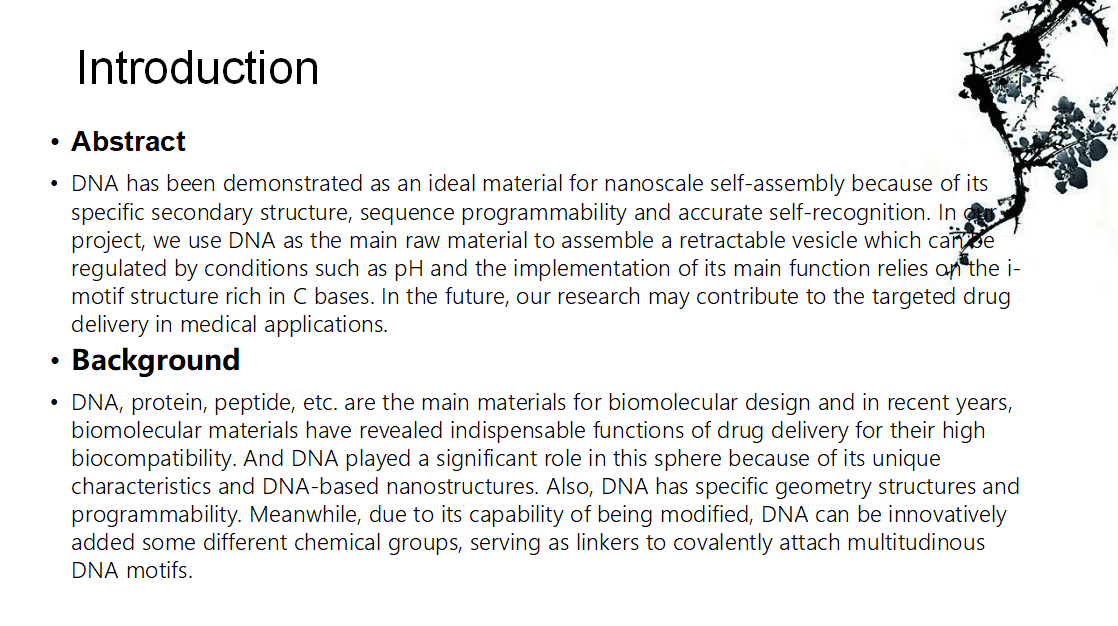 Introduction
• Abstract
• DNA has been demonstrated as an ideal material for nanoscale self-assembly because of its
specific secondary structure, sequence programmability and accurate self-recognition. In our
project, we use DNA as the main raw material to assemble a retractable vesicle which can be
regulated by conditions such as pH and the implementation of its main function relies on the i-
motif structure rich in C bases. In the future, our research may contribute to the targeted drug
delivery in medical applications.
• Background
• DNA, protein, peptide, etc. are the main materials for biomolecular design and in recent years,
biomolecular materials have revealed indispensable functions of drug delivery for their high
biocompatibility. And DNA played a significant role in this sphere because of its unique
characteristics and DNA-based nanostructures. Also, DNA has specific geometry structures and
programmability. Meanwhile, due to its capability of being modified, DNA can be innovatively
added some different chemical groups, serving as linkers to covalently attach multitudinous
DNA motifs.